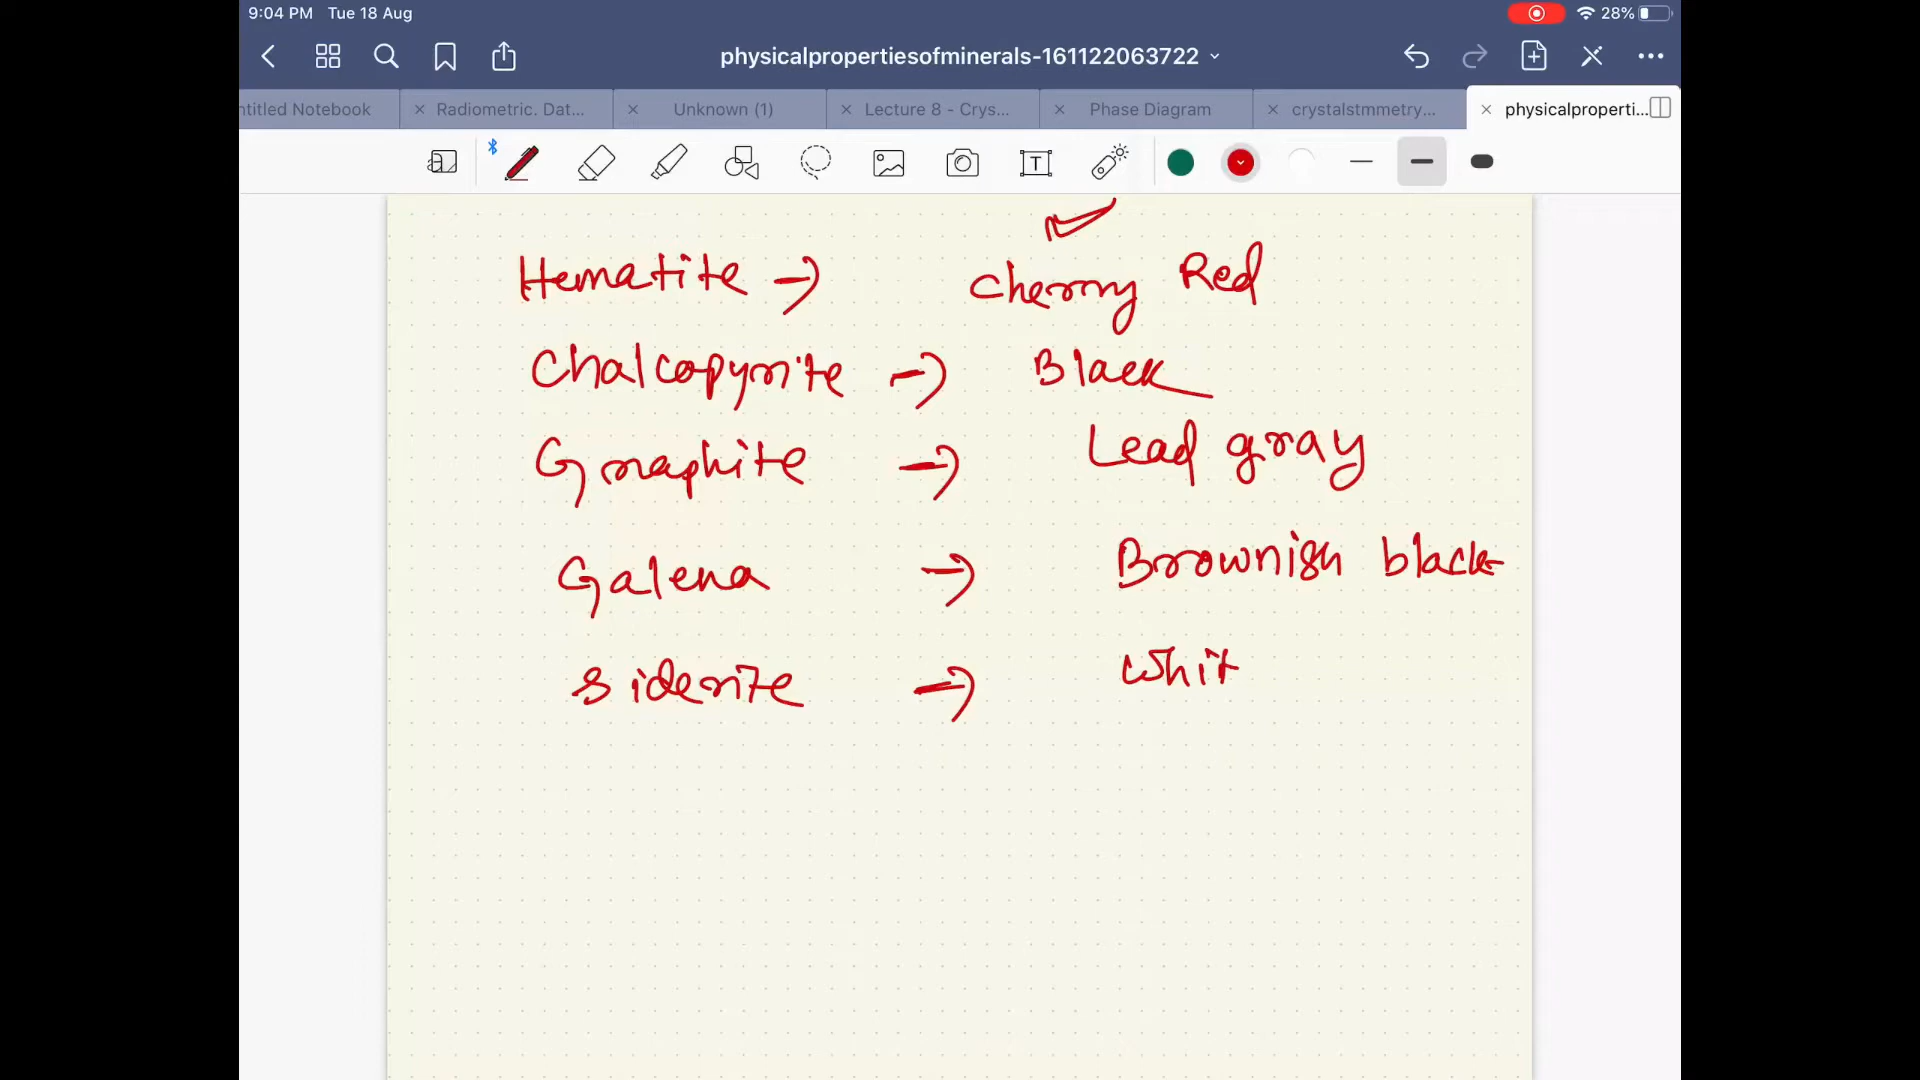 9:04 PM Tue 18 Aug
28%
physicalpropertiesofminerals-161122063722
ntitled Notebook
Radiometric. Dat...
Unknown (1)
Lecture 8 - Crys...
Phase Diagram
crystalstmmetry...
physicalproperti...
T
Hematite → Cherry Red
Chalcopyrite → Black
Graphite → Lead gray
Galena → Brownish black
Siderite → Whit